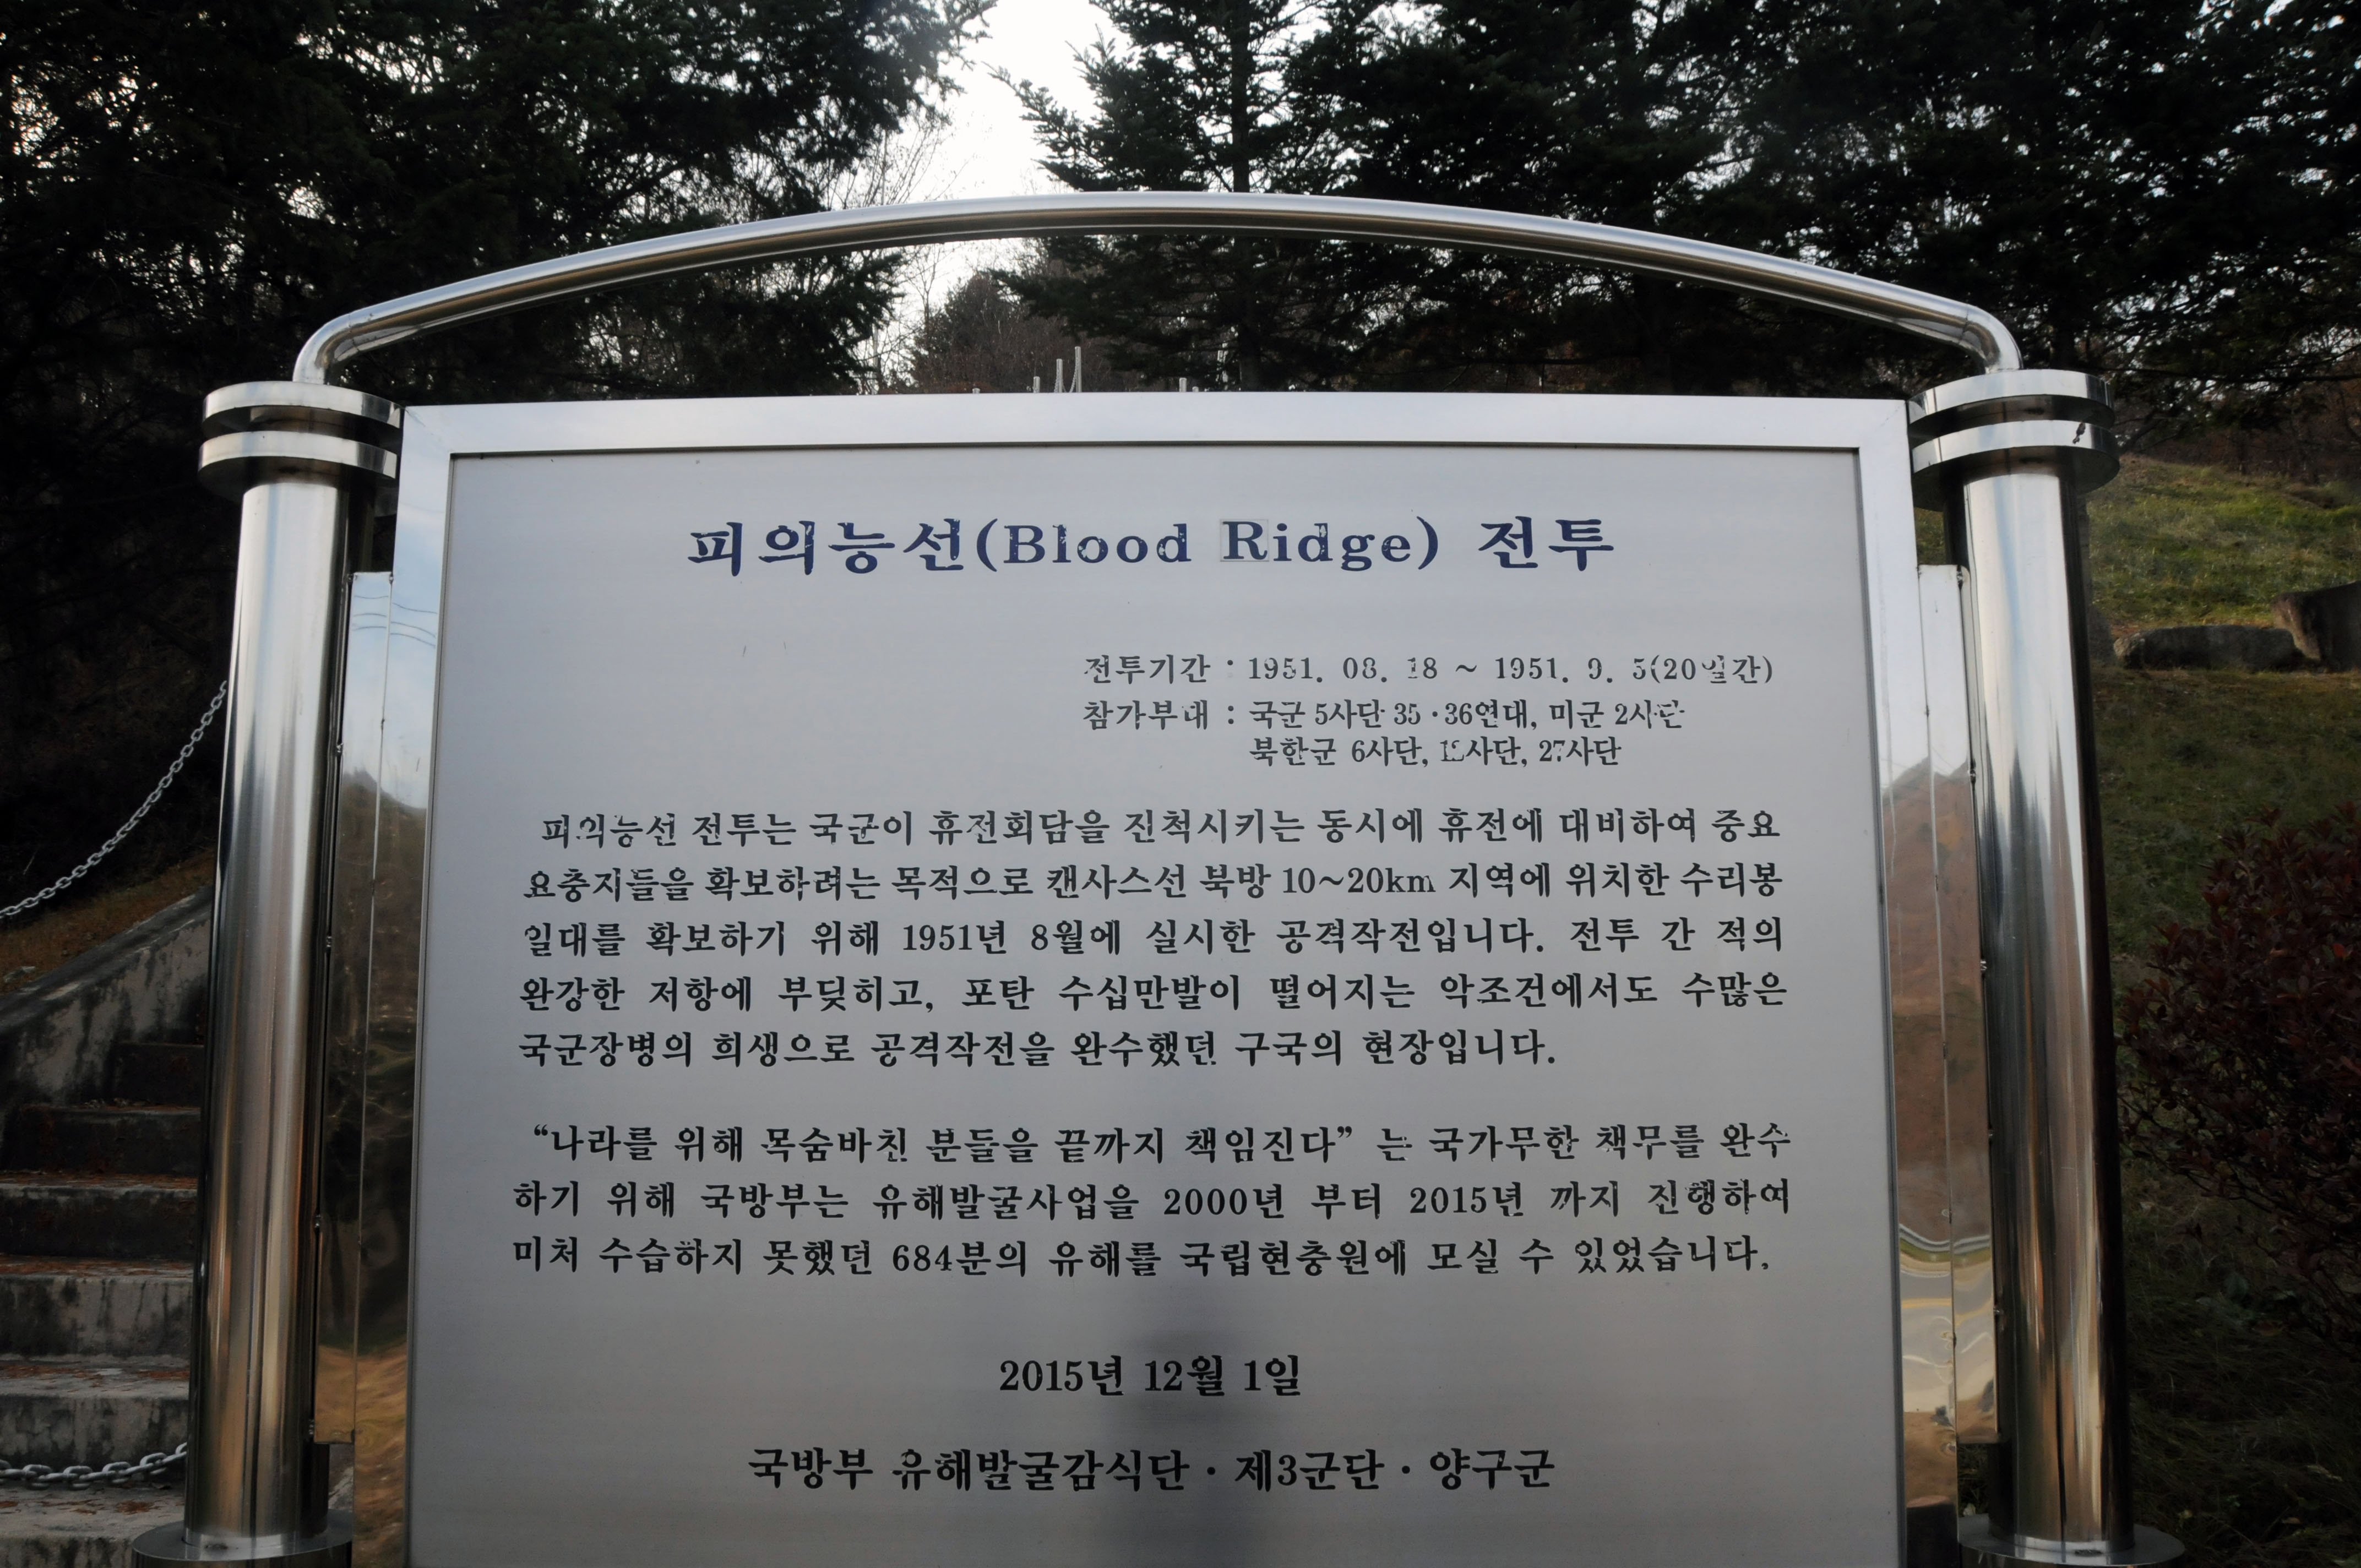 피의능선(Blood Ridge) 전투
전투기간 : 1951. 08. 18 ~ 1951. 9. 5(20일간)
참가부대 : 국군 5사단 35·36연대, 미군 2사단
북한군 6사단, 27사단
피의능선 전투는 국군이 휴전회담을 진척시키는 동시에 휴전에 대비하여 중요
요충지들을 확보하려는 목적으로 캔사스선 북방 10~20km 지역에 위치한 수리봉
일대를 확보하기 위해 1951년 8월에 실시한 공격작전입니다. 전투 간 적의
완강한 저항에 부딪히고, 포탄 수십만발이 떨어지는 악조건에서도 수많은
국군장병의 희생으로 공격작전을 완수했던 구국의 현장입니다.
“나라를 위해 목숨바친 분들을 끝까지 책임진다” 는 국가무한 책무를 완수
하기 위해 국방부는 유해발굴사업을 2000년 부터 2015년 까지 진행하여
미처 수습하지 못했던 684분의 유해를 국립현충원에 모실 수 있었습니다.
2015년 12월 1일
국방부 유해발굴감식단 · 제3군단 · 양구군